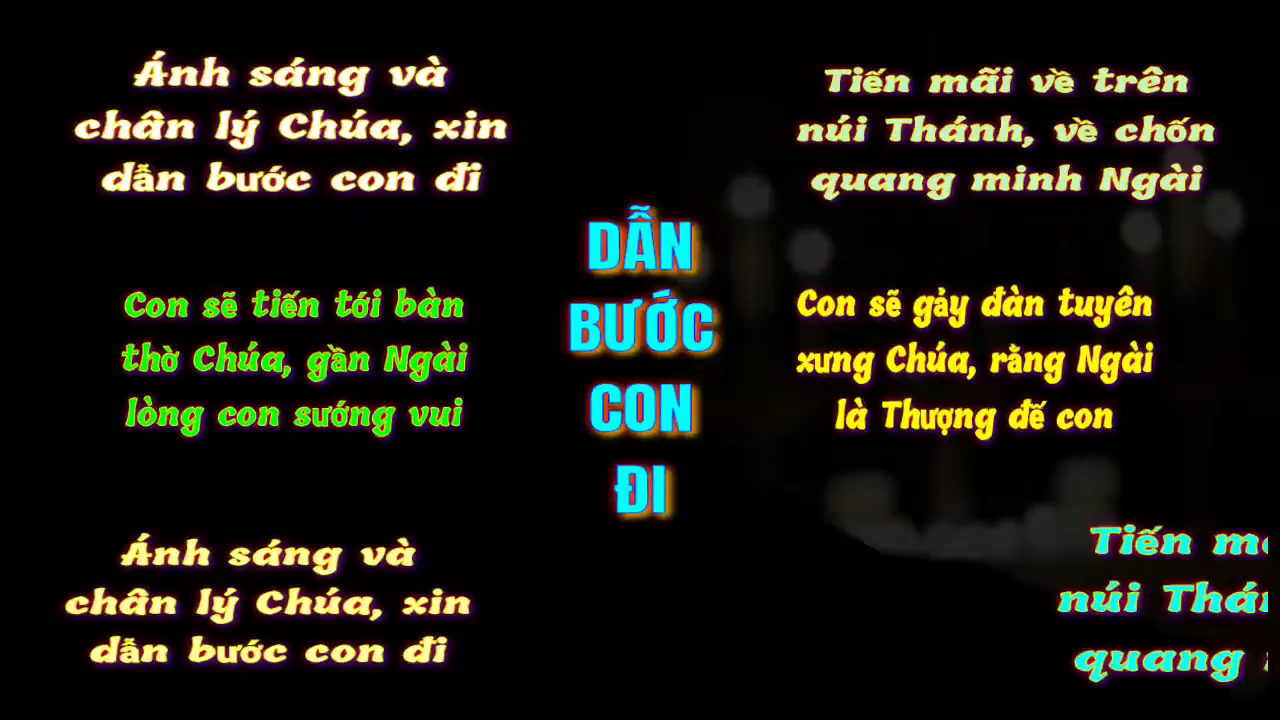 Ánh sáng và
chân lý Chúa, xin
dẫn bước con đi
Tiến mãi về trên
núi Thánh, về chốn
quang minh Ngài
DẪN
BƯỚC
CON
ĐI
Con sẽ tiến tới bàn
thờ Chúa, gần Ngài
lòng con sướng vui
Con sẽ gảy đàn tuyên
xưng Chúa, rằng Ngài
là Thượng đế con
Ánh sáng và
chân lý Chúa, xin
dẫn bước con đi
Tiến
núi
quang